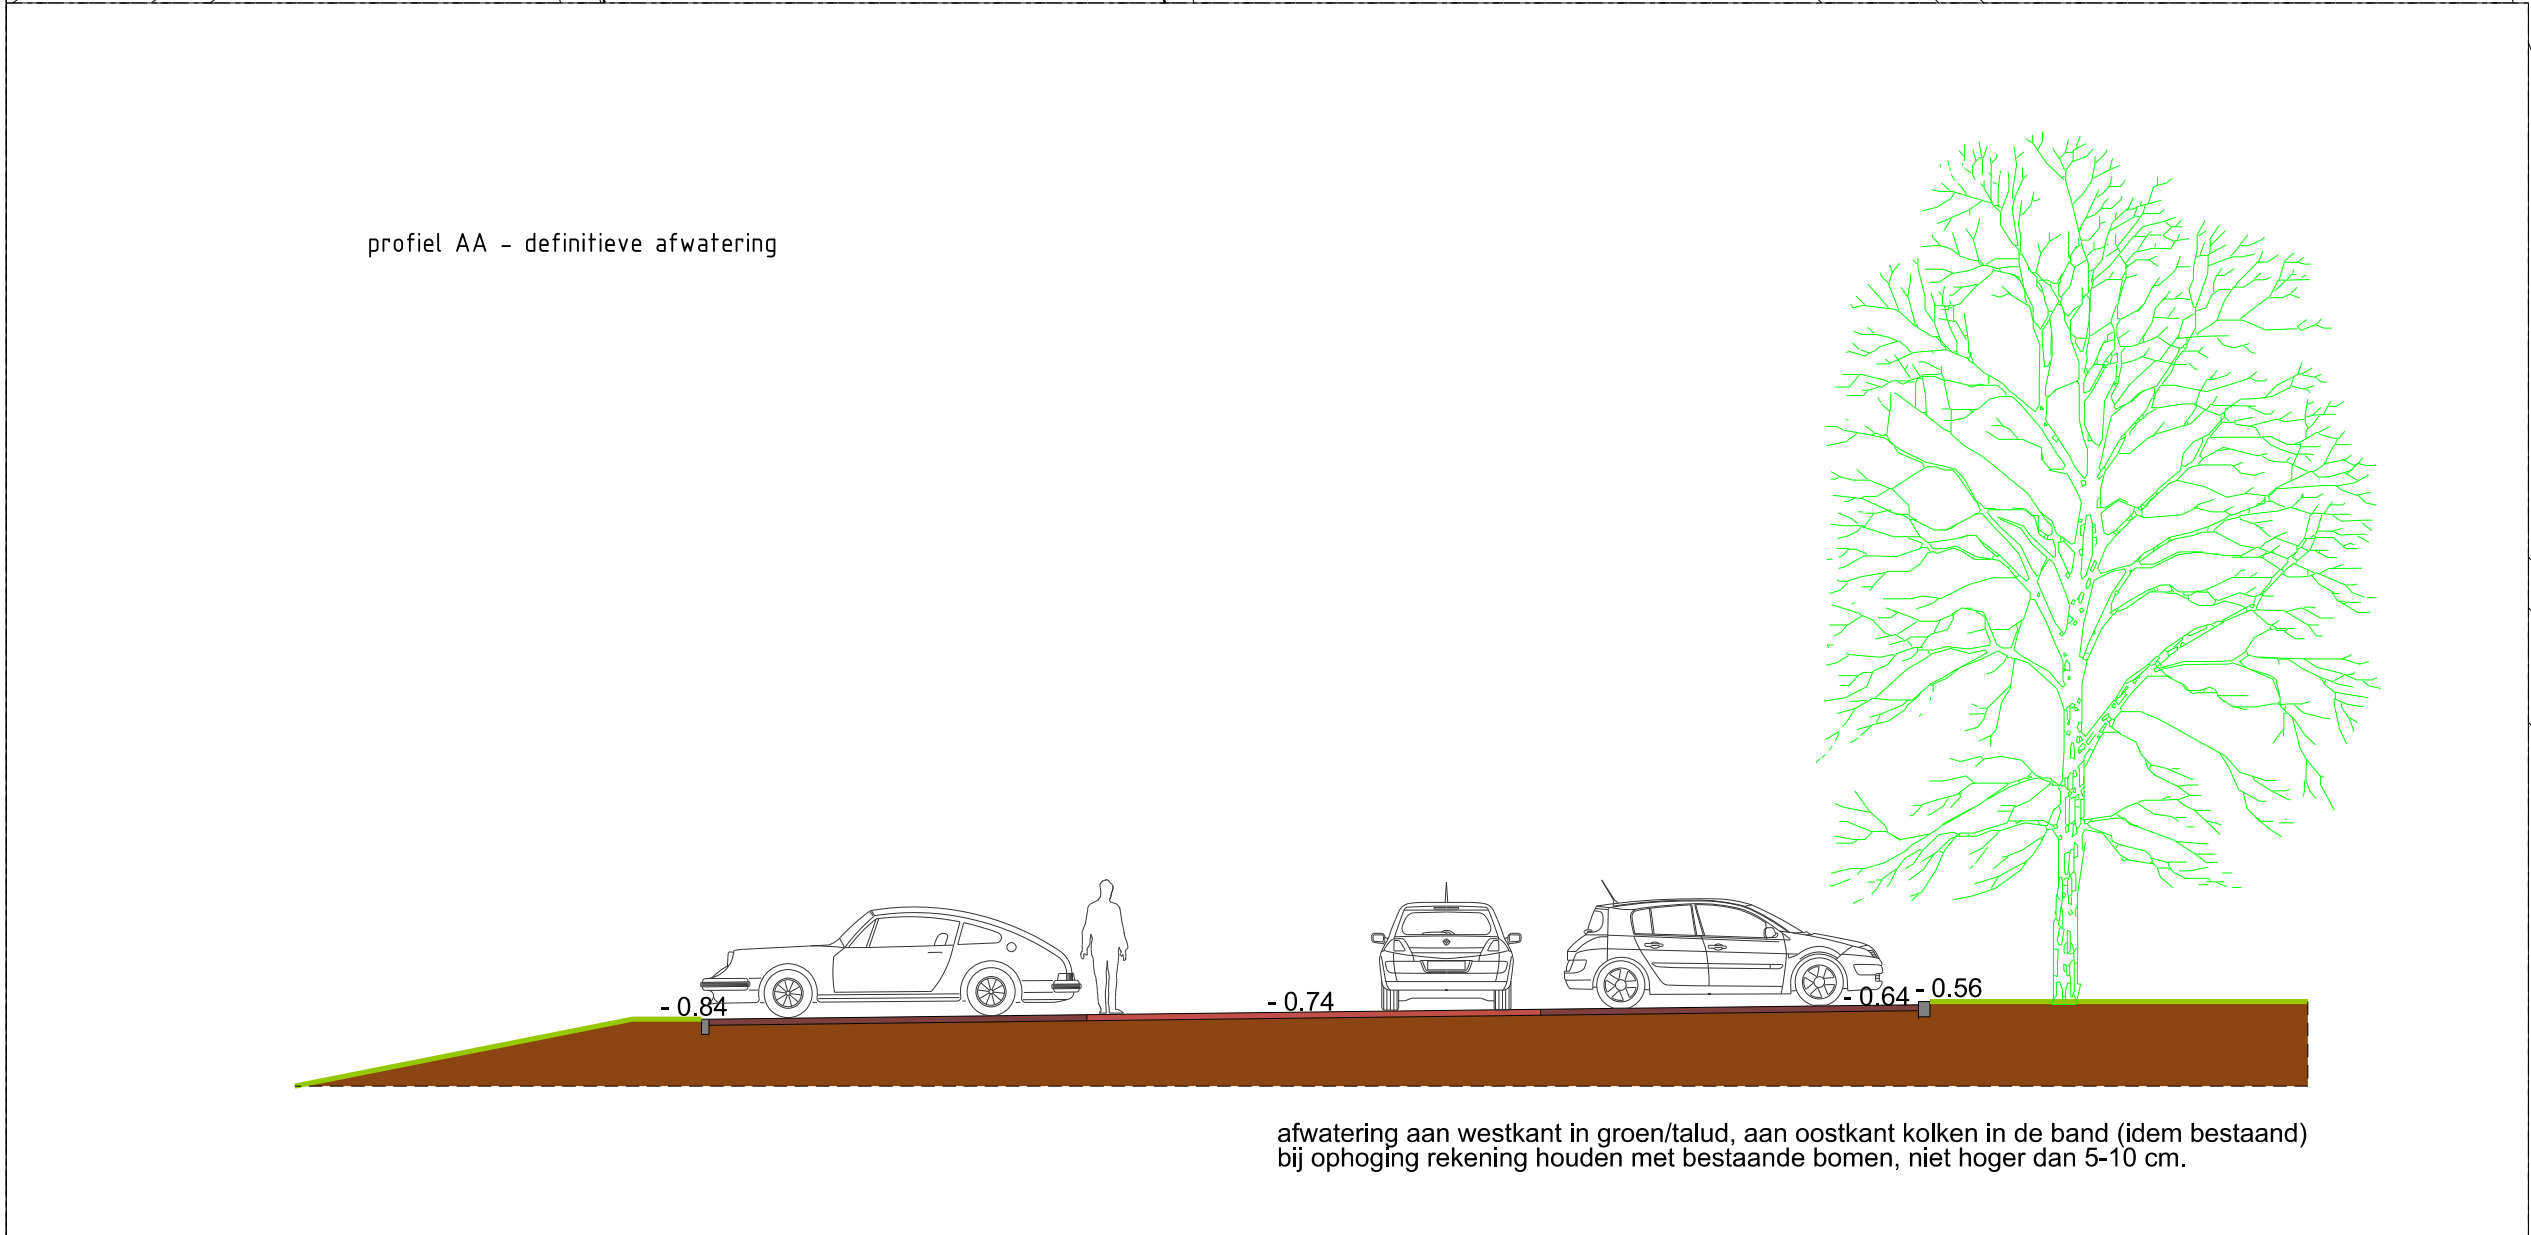 profiel AA - definitieve afwatering
- 0.84
- 0.74
- 0.64
- 0.56
afwatering aan westkant in groen/talud, aan oostkant kolken in de band (idem bestaand)
bij ophoging rekening houden met bestaande bomen, niet hoger dan 5-10 cm.